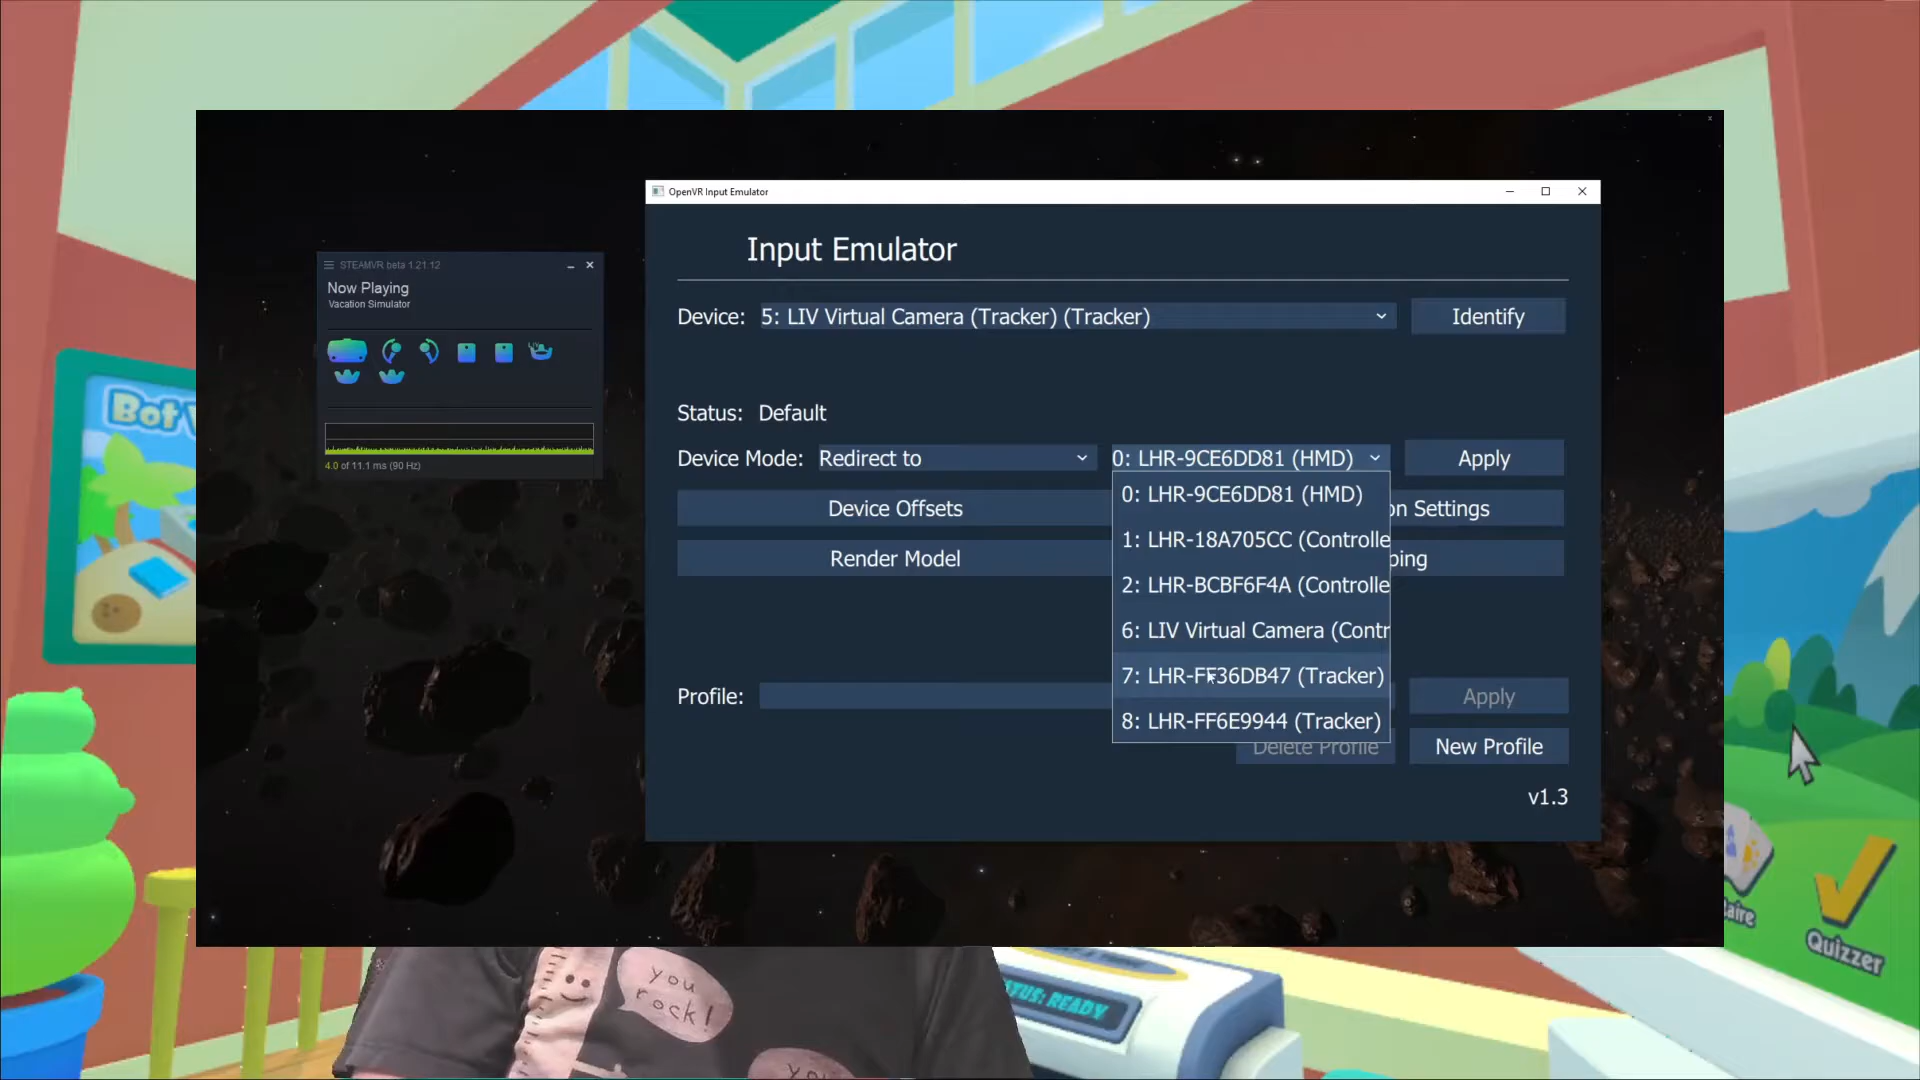 Bot
OpenVR Input Emulator
Input Emulator
STEAMVR beta 1.21.12
Now Playing
Vacation Simulator
4.0 of 11.1 ms (90 Hz)
Device: 5: LIV Virtual Camera (Tracker) (Tracker) Identify
Status: Default
Device Mode: Redirect to 0: LHR-9CE6DD81 (HMD) Apply
0: LHR-9CE6DD81 (HMD)
Device Offsets on Settings
1: LHR-18A705CC (Controlle
Render Model ping
2: LHR-BCBF6F4A (Controlle
6: LIV Virtual Camera (Contr
7: LHR-FF36DB47 (Tracker)
Profile: Apply
8: LHR-FF6E9944 (Tracker)
Delete Profile New Profile
v1.3
aire
Quizzer
you
rock!
ATUS: READY
you